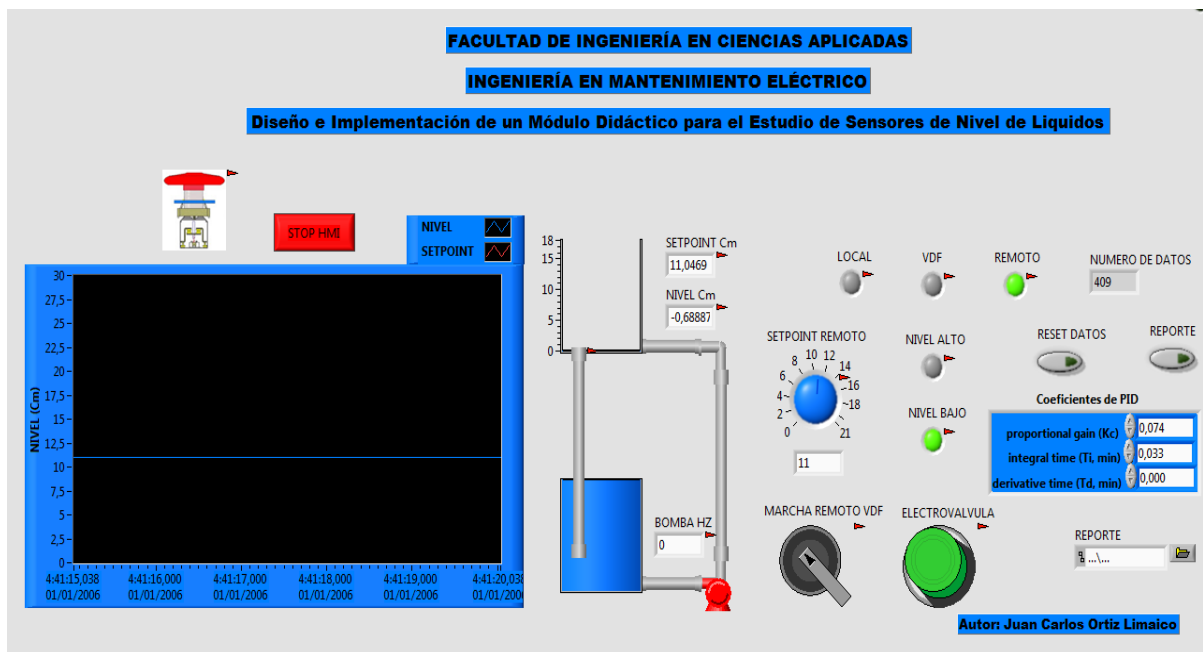 FACULTAD DE INGENIERÍA EN CIENCIAS APLICADAS
INGENIERÍA EN MANTENIMIENTO ELÉCTRICO
Diseño e Implementación de un Módulo Didáctico para el Estudio de Sensores de Nivel de Liquidos
STOP HMI
NIVEL
SETPOINT
NIVEL (Cm)
30
27,5
25
22,5
20
17,5
15
12,5
10
7,5
5
2,5
0
4:41:15,038 4:41:16,000 4:41:17,000 4:41:18,000 4:41:19,000 4:41:20,038
01/01/2006 01/01/2006 01/01/2006 01/01/2006 01/01/2006 01/01/2006
18
15
10
5
0
SETPOINT Cm
11,0469
NIVEL Cm
-0,68887
BOMBA HZ
0
LOCAL VDF REMOTO
NUMERO DE DATOS
409
SETPOINT REMOTO
0 2 4 6 8 10 12 14 16 18 21
11
NIVEL ALTO
NIVEL BAJO
RESET DATOS
REPORTE
Coeficientes de PID
proportional gain (Kc) 0,074
integral time (Ti, min) 0,033
derivative time (Td, min) 0,000
MARCHA REMOTO VDF
ELECTROVALVULA
REPORTE
...\...
Autor: Juan Carlos Ortiz Limaico